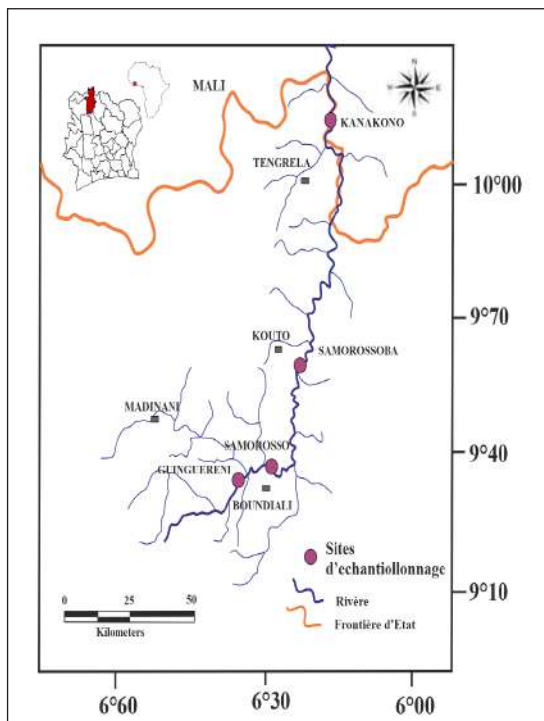 MALI
N
W
E
S
KANAKONO
TENGRELA
10°00
9°70
KOUTO
SAMOROSSOBA
MADINANI
SAMOROSSO
9°40
GUINGUERENI
BOUNDIALI
Sites
d'echantiollonnage
Rivère
9°10
Frontière d'Etat
0
25
50
Kilometers
6°60
6°30
6°00